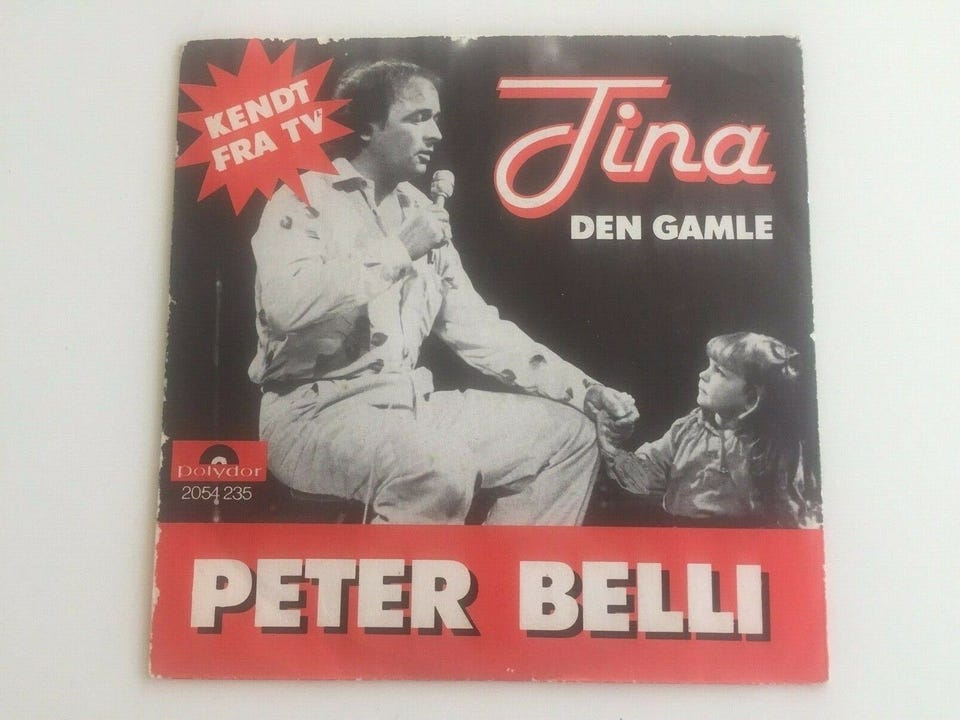 KENDT
FRA TV
Tina
DEN GAMLE
Polydor
2054 235
PETER BELLI